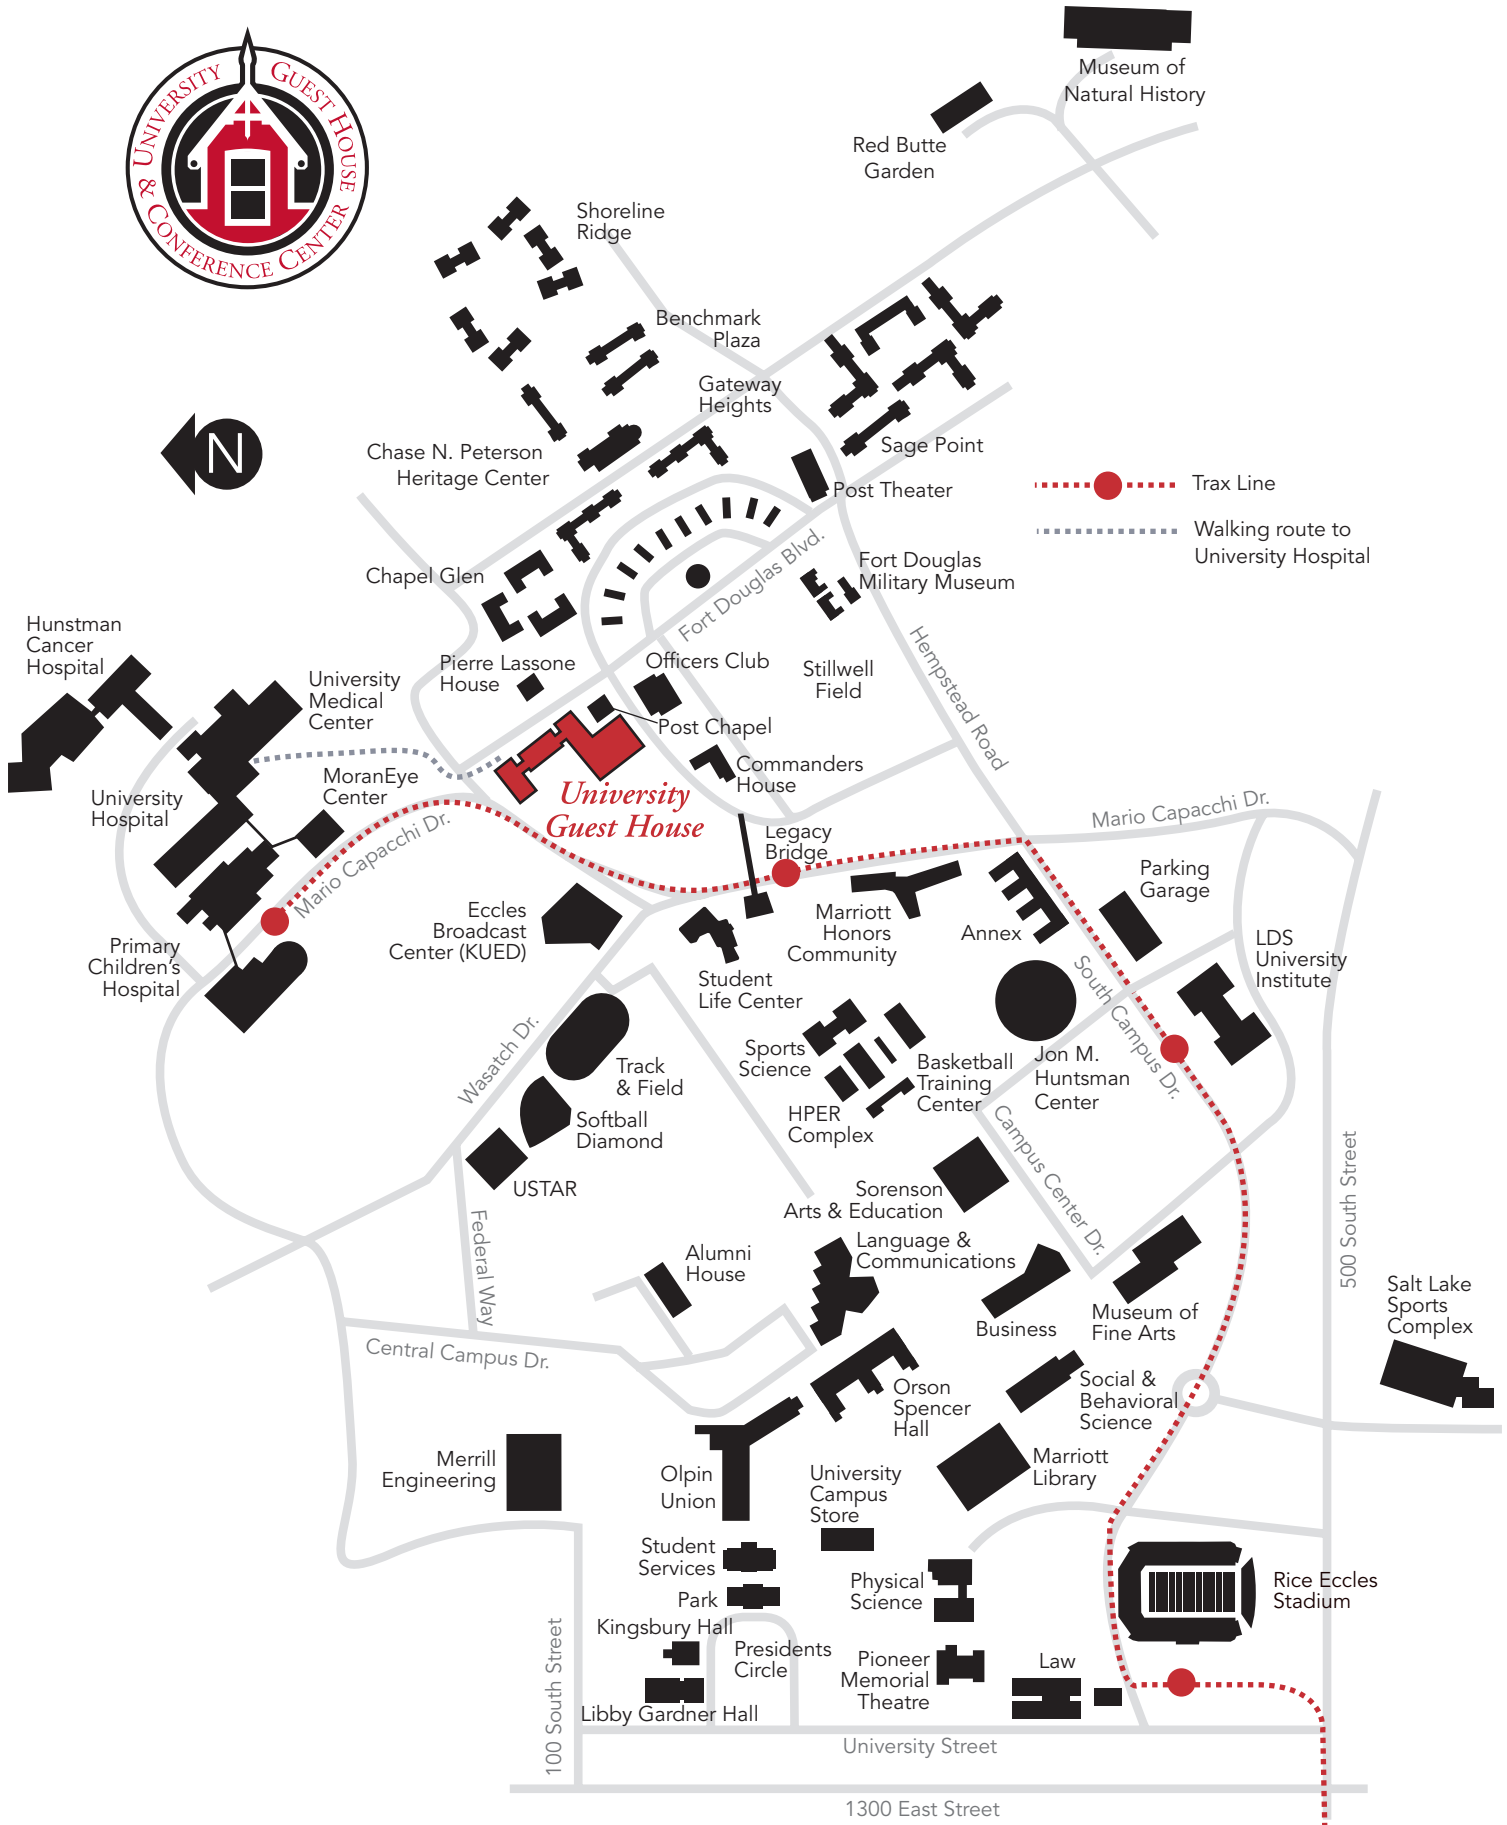 UNIVERSITY
GUEST HOUSE
& CONFERENCE CENTER
Museum of
Natural History
Red Butte
Garden
Shoreline
Ridge
Benchmark
Plaza
Gateway
Heights
N
Chase N. Peterson
Heritage Center
Sage Point
Post Theater
Trax Line
Walking route to
University Hospital
Chapel Glen
Fort Douglas Blvd.
Fort Douglas
Military Museum
Hunstman
Cancer
Hospital
Pierre Lassone
House
Officers Club
Stillwell
Field
Hempstead Road
University
Medical
Center
Post Chapel
Commanders
House
University
Guest House
MoranEye
Center
University
Hospital
Mario Capacchi Dr.
Legacy
Bridge
Mario Capacchi Dr.
Parking
Garage
Eccles
Broadcast
Center (KUED)
Marriott
Honors
Community
Annex
Primary
Children's
Hospital
Student
Life Center
South Campus Dr.
LDS
University
Institute
Wasatch Dr.
Track
& Field
Sports
Science
Basketball
Training
Center
Jon M.
Huntsman
Center
Softball
Diamond
HPER
Complex
Campus Center Dr.
USTAR
Sorenson
Arts & Education
500 South Street
Federal Way
Alumni
House
Language &
Communications
Business
Museum of
Fine Arts
Salt Lake
Sports
Complex
Central Campus Dr.
Orson
Spencer
Hall
Social &
Behavioral
Science
Merrill
Engineering
Olpin
Union
University
Campus
Store
Marriott
Library
Student
Services
Physical
Science
Rice Eccles
Stadium
Park
Kingsbury Hall
Presidents
Circle
Pioneer
Memorial
Theatre
Law
Libby Gardner Hall
100 South Street
University Street
1300 East Street